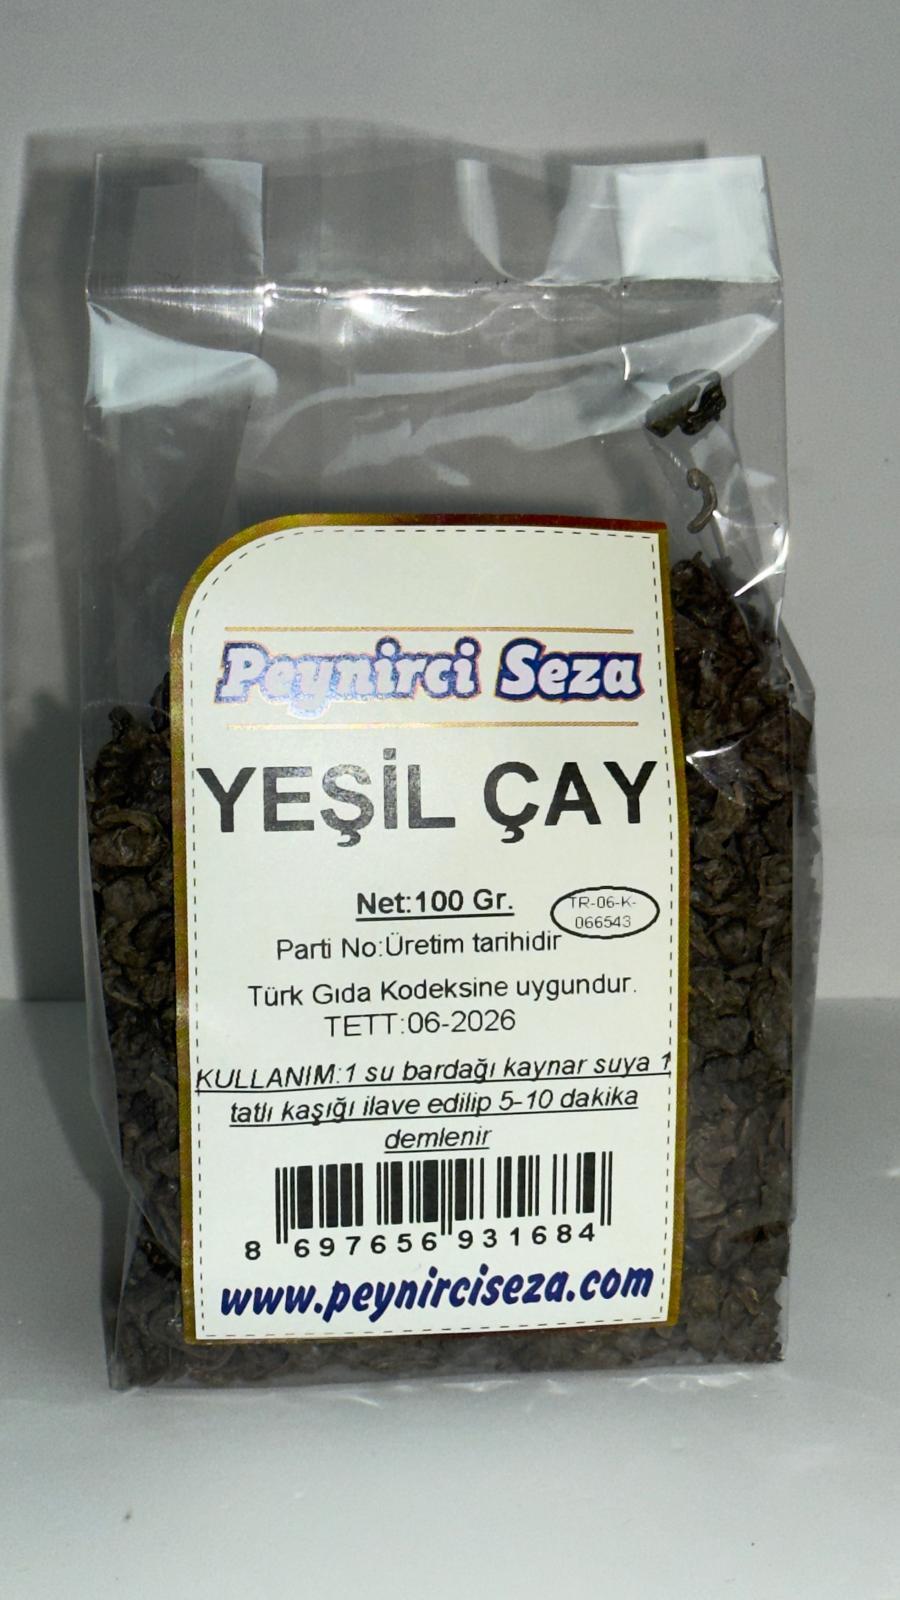 Peynirci Seza
YEŞİL ÇAY
Net:100 Gr.
TR-06-K-
066543
Parti No:Üretim tarihidir
Türk Gıda Kodeksine uygundur.
TETT:06-2026
KULLANIM:1 su bardağı kaynar suya 1
tatlı kaşığı ilave edilip 5-10 dakika
demlenir
8 697656 931684
www.peynirciseza.com